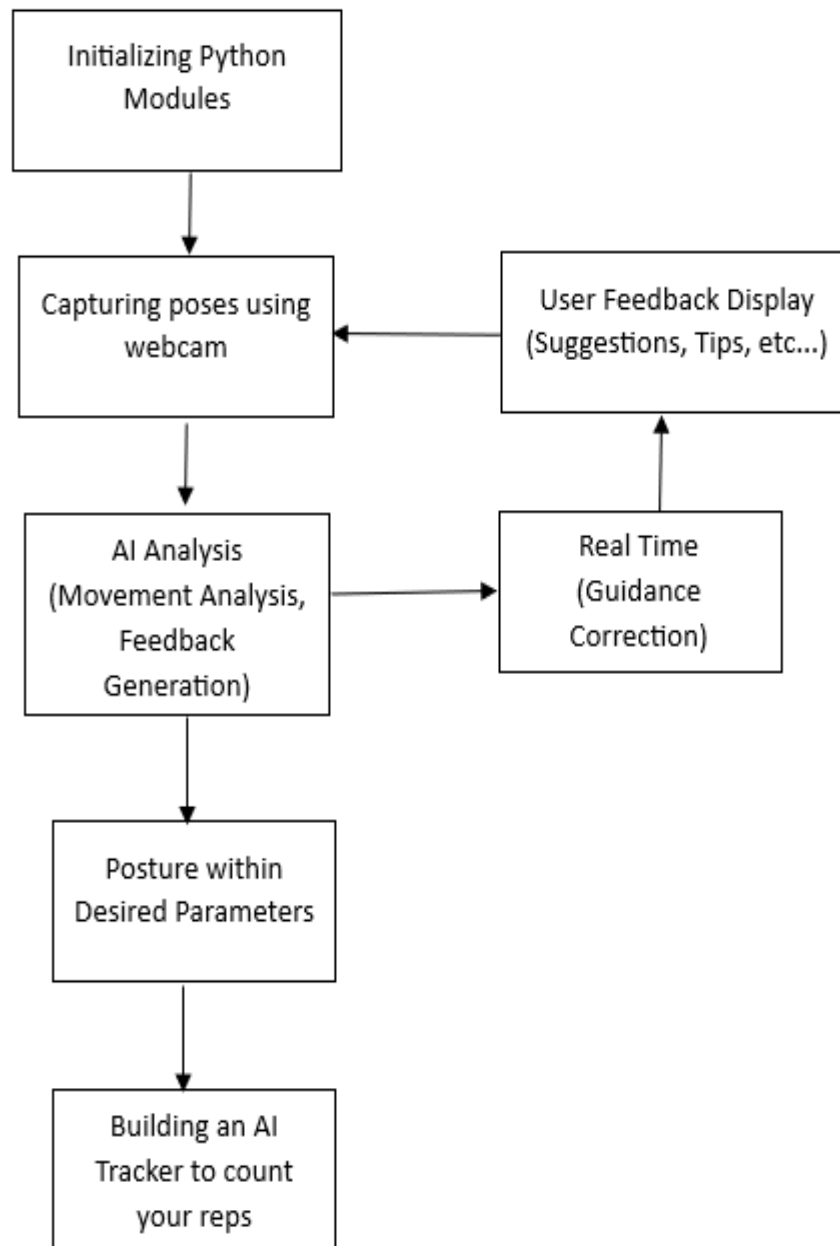 Initializing Python
Modules
Capturing poses using
webcam
User Feedback Display
(Suggestions, Tips, etc...)
AI Analysis
(Movement Analysis,
Feedback
Generation)
Real Time
(Guidance
Correction)
Posture within
Desired Parameters
Building an AI
Tracker to count
your reps